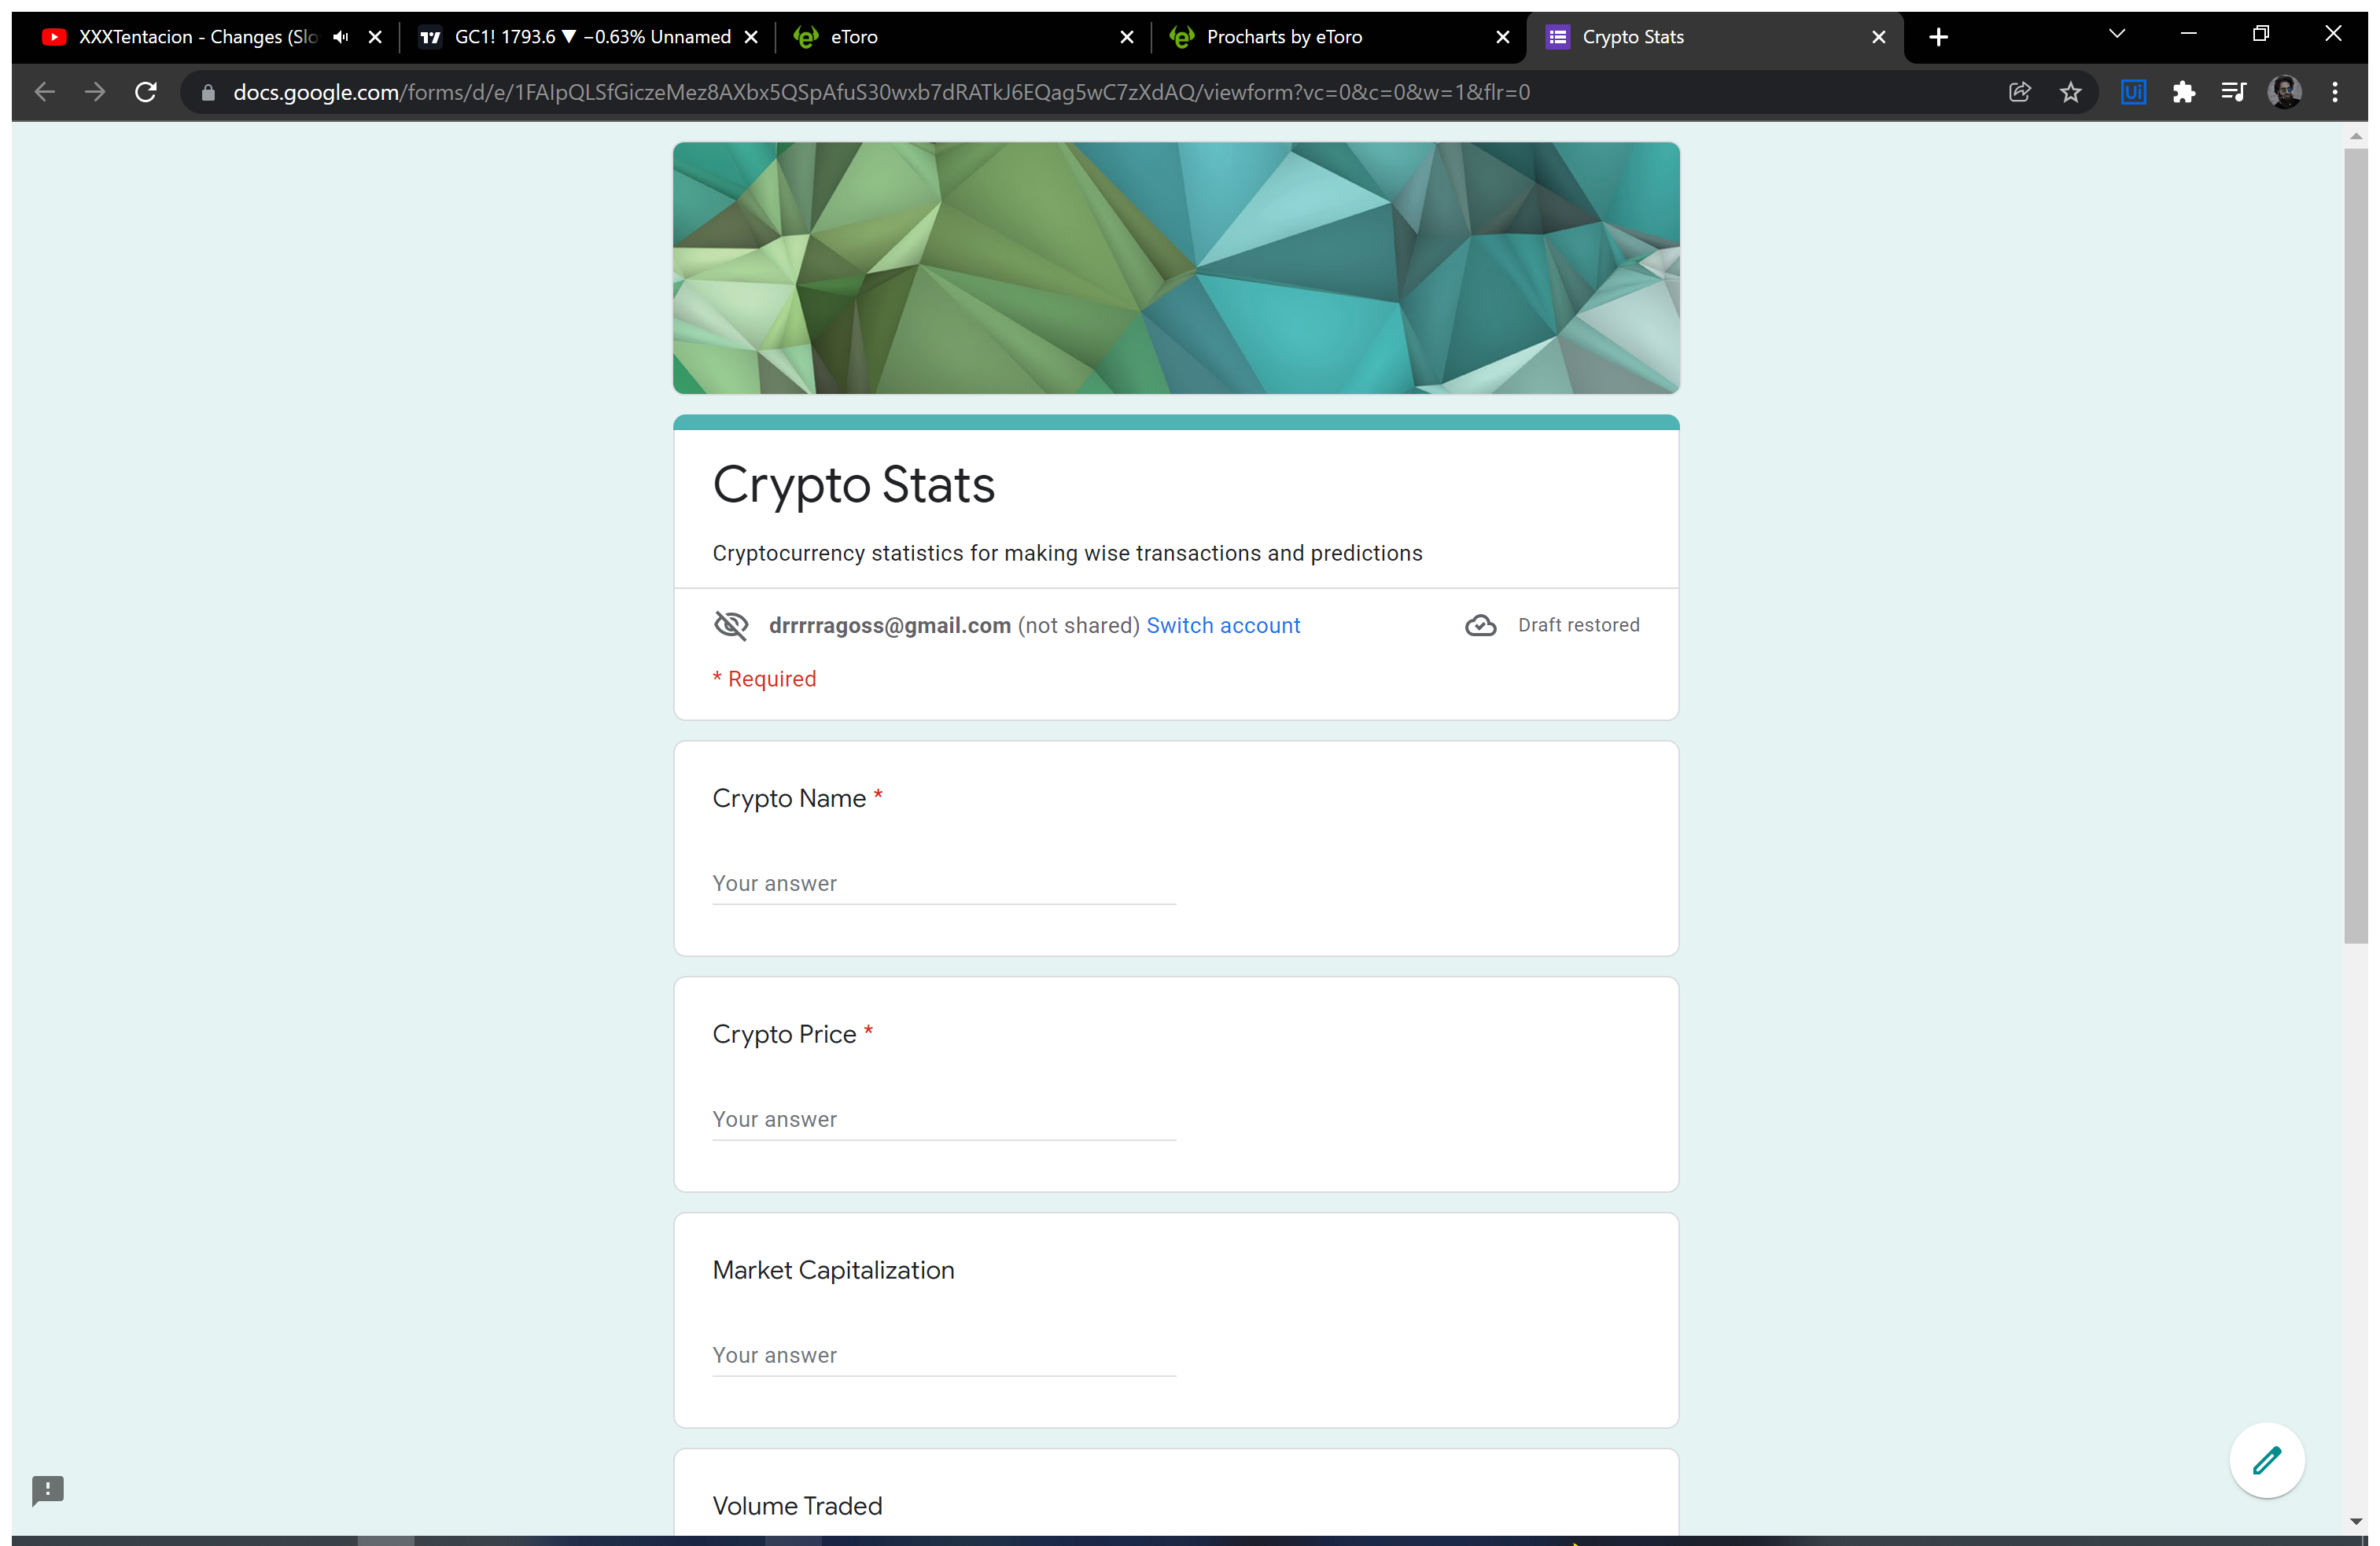 XXXTentacion - Changes (Slo
GC1! 1793.6 ▼ −0.63% Unnamed
eToro
Procharts by eToro
Crypto Stats
docs.google.com/forms/d/e/1FAIpQLSfGiczeMez8AXbx5QSpAfuS30wxb7dRATkJ6EQag5wC7zXdAQ/viewform?vc=0&c=0&w=1&flr=0
Ui
Crypto Stats
Cryptocurrency statistics for making wise transactions and predictions
drrrrragoss@gmail.com (not shared) Switch account
Draft restored
* Required
Crypto Name *
Your answer
Crypto Price *
Your answer
Market Capitalization
Your answer
Volume Traded